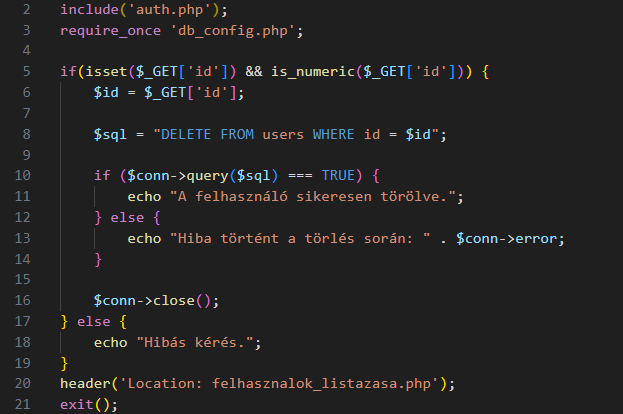 2 include('auth.php');
3 require_once 'db_config.php';
4
5 if(isset($_GET['id']) && is_numeric($_GET['id'])) {
6 $id = $_GET['id'];
7
8 $sql = "DELETE FROM users WHERE id = $id";
9
10 if ($conn->query($sql) === TRUE) {
11 echo "A felhasználó sikeresen törölve.";
12 } else {
13 echo "Hiba történt a törlés során: " . $conn->error;
14 }
15
16 $conn->close();
17 } else {
18 echo "Hibás kérés.";
19 }
20 header('Location: felhasznalok_listazasa.php');
21 exit();